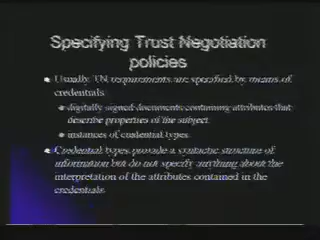 Specifying Trust Negotiation
policies
Usually, TN requirements are specified by means of
credentials
digitally signed documents containing attributes that
describe properties of the subject
instances of credential types
Credential types provide a syntactic structure of
information but do not specify anything about the
interpretation of the attributes contained in the
credentials